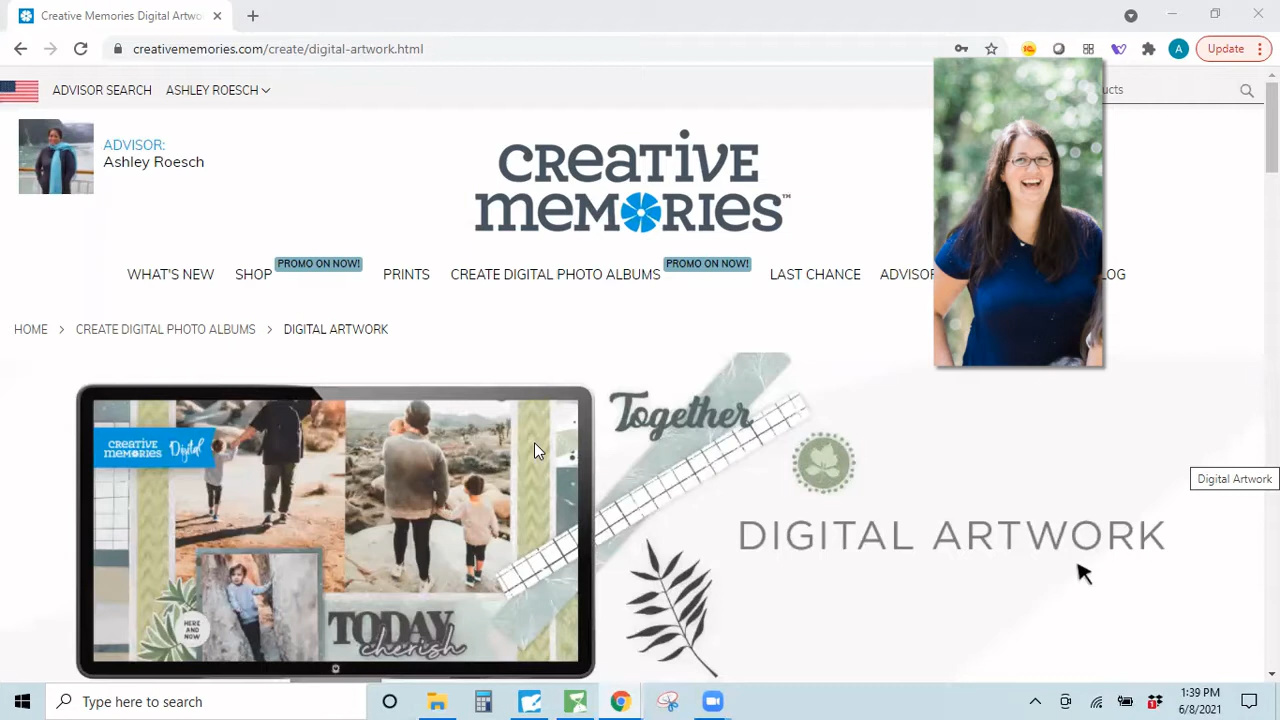 Creative Memories Digital Artwo
creativememories.com/create/digital-artwork.html
A
Update
ADVISOR SEARCH
ASHLEY ROESCH
ucts
ADVISOR:
Ashley Roesch
creative
memories™
WHAT'S NEW
SHOP
PROMO ON NOW!
PRINTS
CREATE DIGITAL PHOTO ALBUMS
PROMO ON NOW!
LAST CHANCE
ADVISOR
LOG
HOME > CREATE DIGITAL PHOTO ALBUMS > DIGITAL ARTWORK
creative
memories
Digital
Together
HERE
AND
NOW
TODAY
cherish
DIGITAL ARTWORK
Digital Artwork
Type here to search
1
1:39 PM
6/8/2021